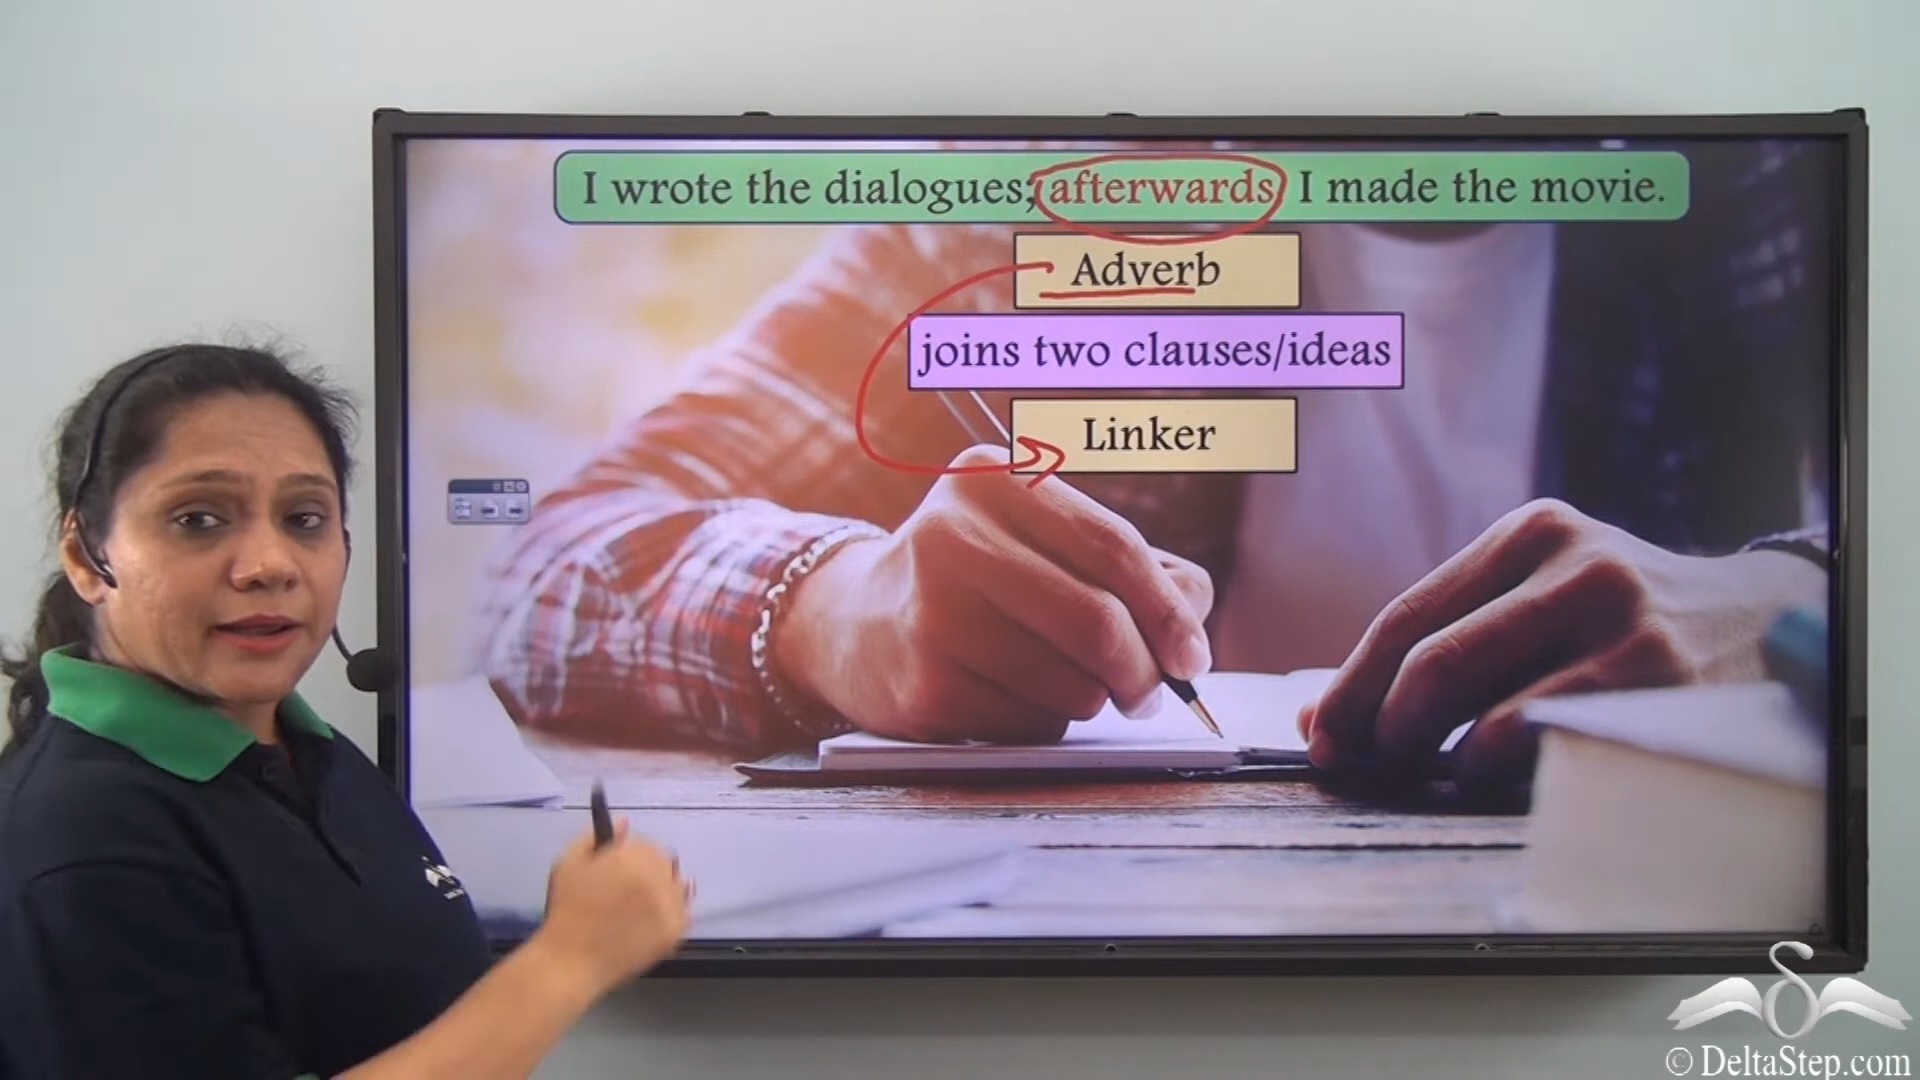 I wrote the dialogues; afterwards I made the movie.
Adverb
joins two clauses/ideas
Linker
© DeltaStep.com